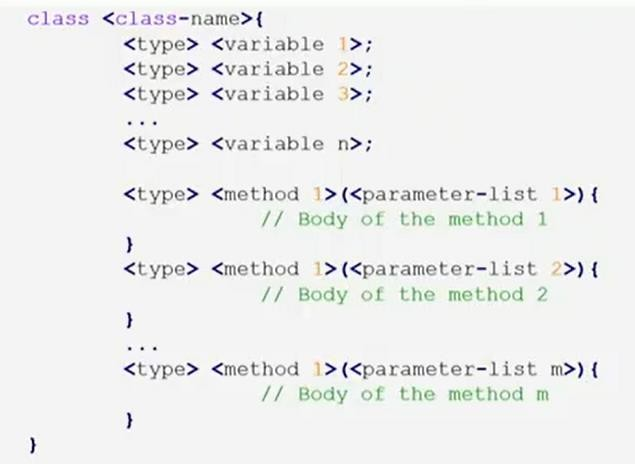 class <class-name>{
<type> <variable 1>;
<type> <variable 2>;
<type> <variable 3>;
...
<type> <variable n>;
<type> <method 1>(<parameter-list 1>){
// Body of the method 1
}
<type> <method 1>(<parameter-list 2>){
// Body of the method 2
}
...
<type> <method 1>(<parameter-list m>){
// Body of the method m
}
}